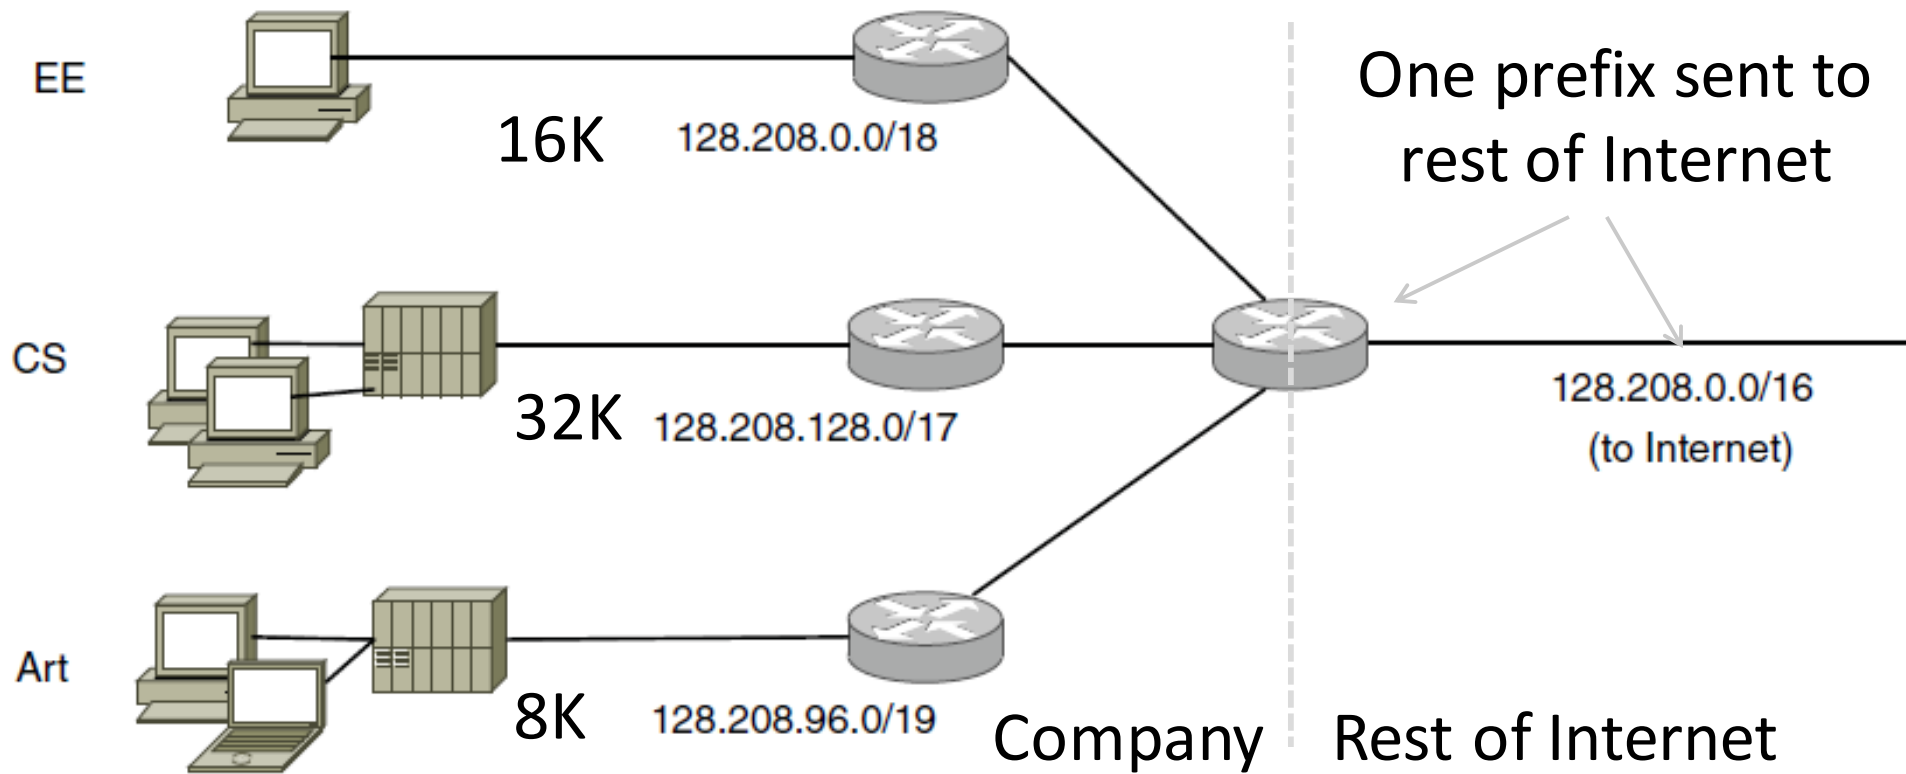 EE
16K
128.208.0.0/18
One prefix sent to
rest of Internet
CS
32K
128.208.128.0/17
128.208.0.0/16
(to Internet)
Art
8K
128.208.96.0/19
Company
Rest of Internet